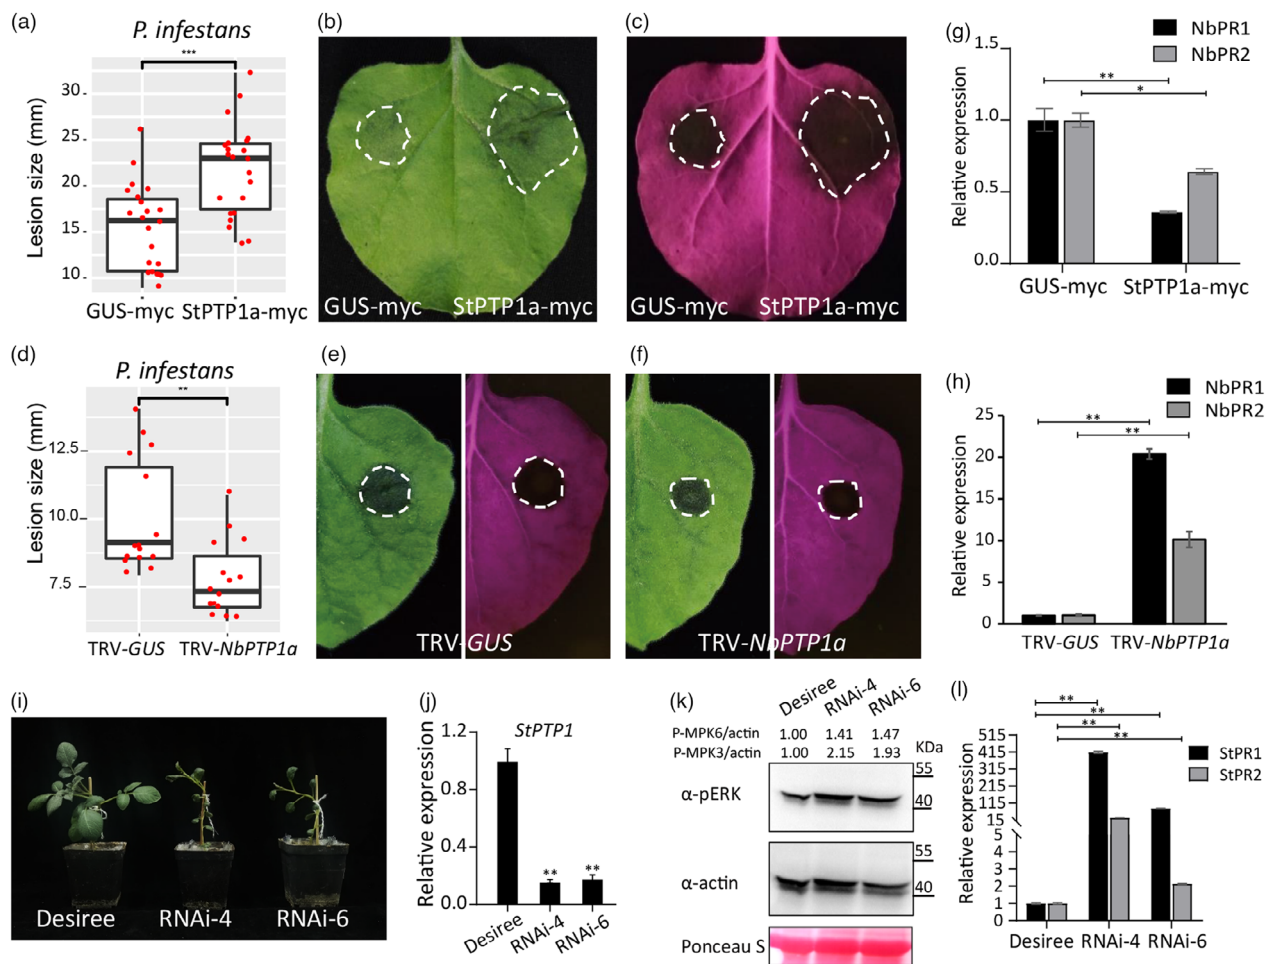 (a)
P. infestans
***
Lesion size (mm)
30
25
20
15
10
GUS-myc StPTP1a-myc
(b)
GUS-myc StPTP1a-myc
(c)
GUS-myc StPTP1a-myc
(g)
NbPR1
NbPR2
Relative expression
1.5
1.0
0.5
0.0
**
*
GUS-myc StPTP1a-myc
(d)
P. infestans
**
Lesion size (mm)
12.5
10.0
7.5
TRV-GUS TRV-NbPTP1a
(e)
TRV-GUS
(f)
TRV-NbPTP1a
(h)
NbPR1
NbPR2
Relative expression
25
20
15
10
5
0
**
**
TRV-GUS TRV-NbPTP1a
(i)
Desiree RNAi-4 RNAi-6
(j)
StPTP1
Relative expression
1.2
0.8
0.4
0.0
**
**
Desiree RNAi-4 RNAi-6
(k)
Desiree RNAi-4 RNAi-6
P-MPK6/actin 1.00 1.41 1.47
P-MPK3/actin 1.00 2.15 1.93
KDa
α-pERK
55
40
α-actin
55
40
Ponceau S
(l)
**
**
**
**
StPR1
StPR2
Relative expression
515
415
315
215
115
15
5
4
3
2
1
0
Desiree RNAi-4 RNAi-6